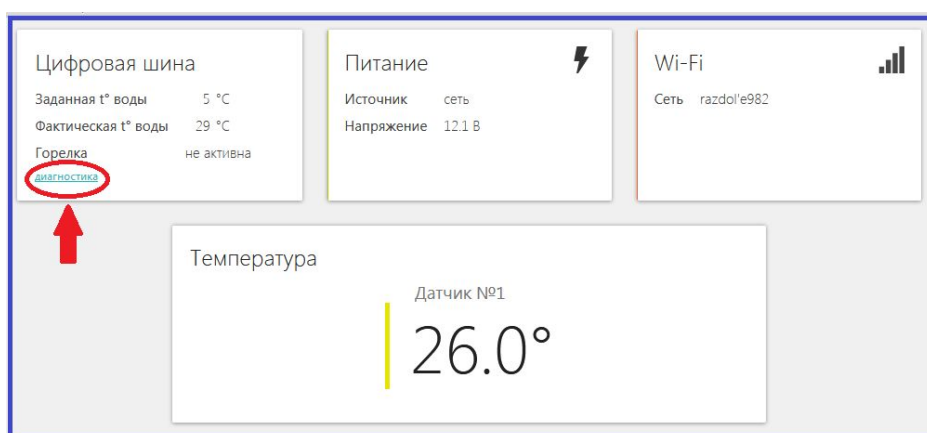 Цифровая шина
Заданная t° воды 5 °C
Фактическая t° воды 29 °C
Горелка не активна
диагностика
Питание
Источник сеть
Напряжение 12.1 В
Wi-Fi
Сеть razdol'e982
Температура
Датчик №1
26.0°